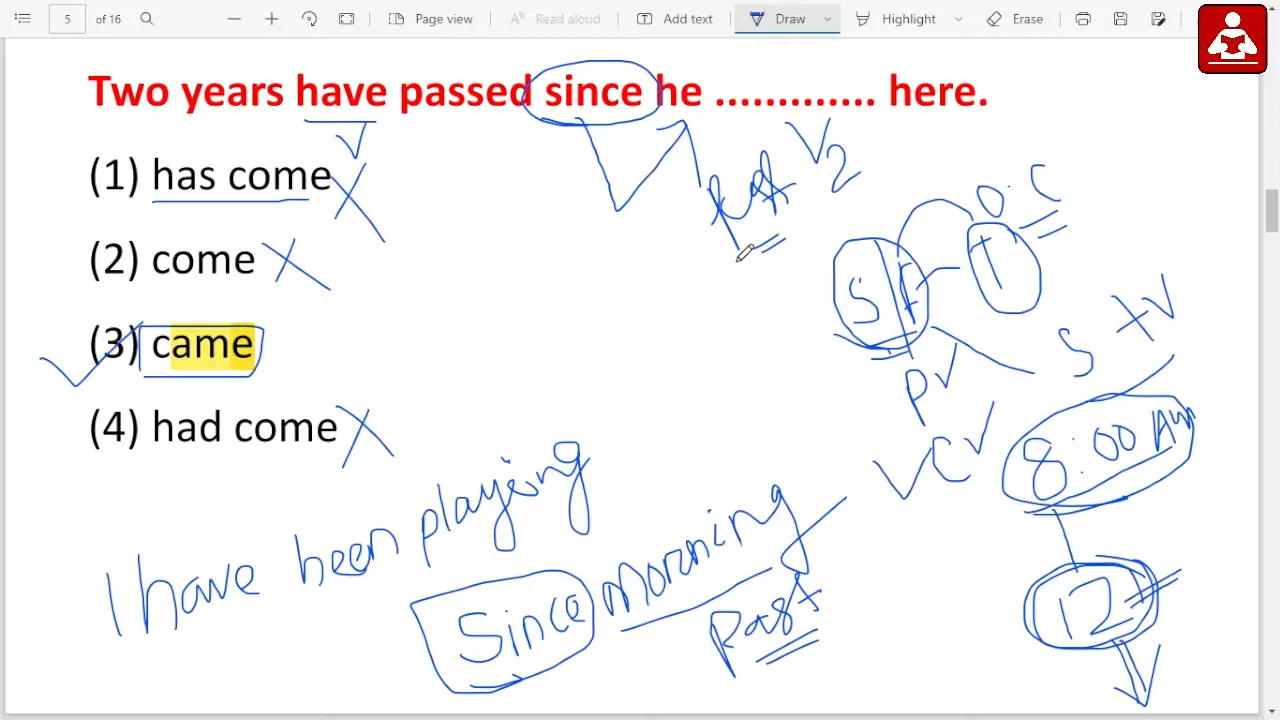 5 of 16
Page view
Read aloud
Add text
Draw
Highlight
Erase
Two years have passed since he ............. here.
(1) has come
(2) come
(3) came
(4) had come
V2
O.C
S
T
S + V
PV
CV
8:00 AM
12
I have been playing
Since morning
Past